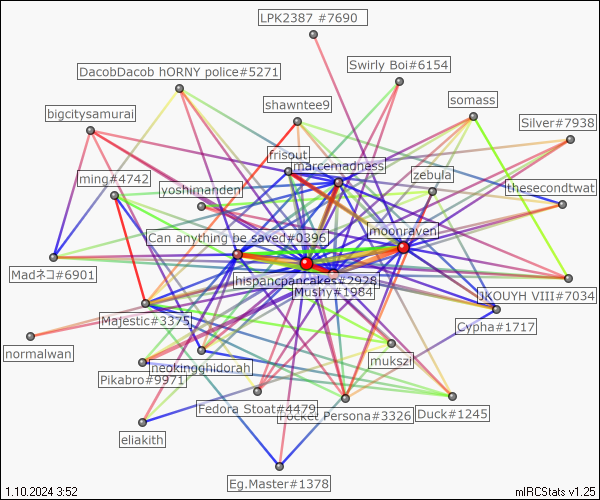 LPK2387 #7690
Swirly Boi#6154
DacobDacob hORNY police#5271
shawntee9
somass
bigcitysamurai
Silver#7938
frisout
marcemadness
ming#4742
zebula
yoshimanden
thesecondtwat
moonraven
Can anything be saved#0396
Madネコ#6901
hispancpancakes#2928
Mushy#1984
JKOUYH VIII#7034
Majestic#3375
Cypha#1717
normalwan
mukszi
neokingghidorah
Pikabro#9971
Fedora Stoat#4479
Pocket Persona#3326
Duck#1245
eliakith
Eg.Master#1378
1.10.2024 3:52
mIRCStats v1.25